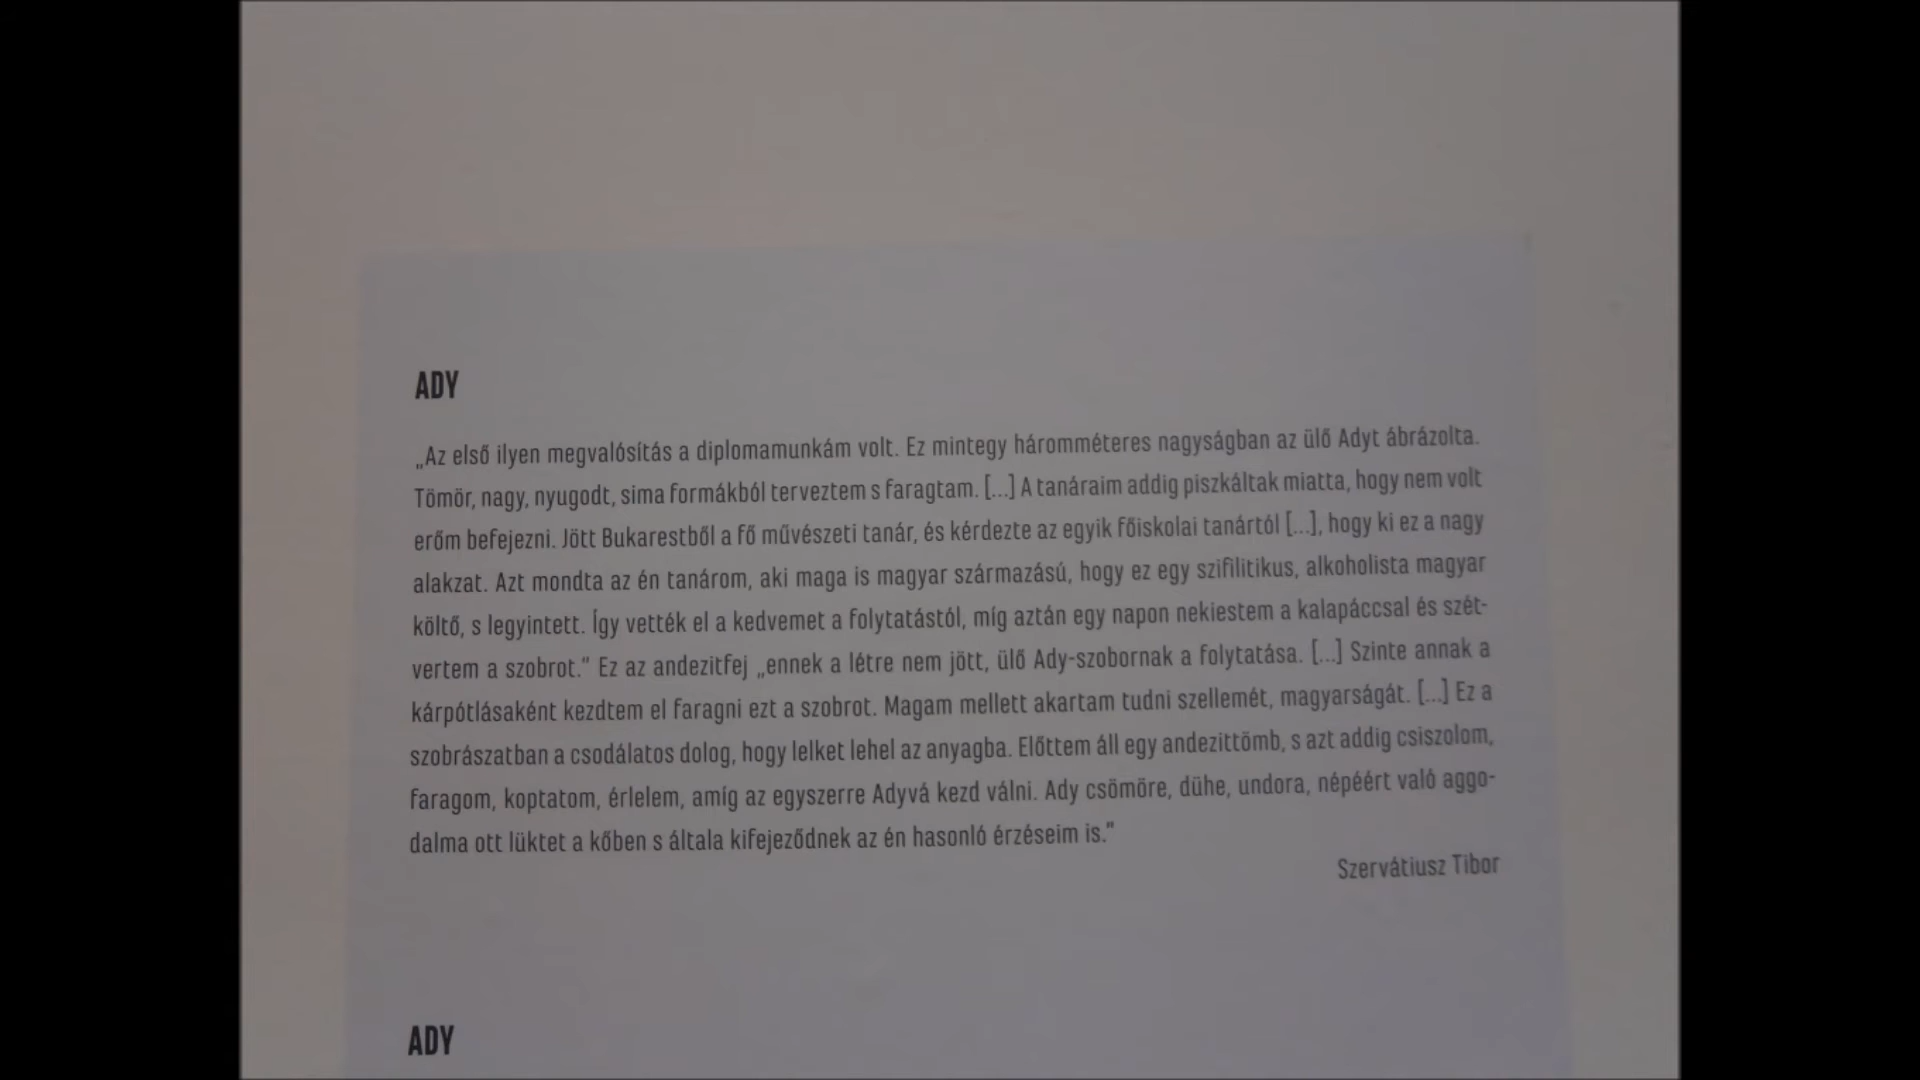 ADY
„Az első ilyen megvalósítás a diplomamunkám volt. Ez mintegy háromméteres nagyságban az ülő Adyt ábrázolta.
Tömör, nagy, nyugodt, sima formákból terveztem s faragtam. [...] A tanáraim addig piszkáltak miatta, hogy nem volt
erőm befejezni. Jött Bukarestből a fő művészeti tanár, és kérdezte az egyik főiskolai tanártól [...], hogy ki ez a nagy
alakzat. Azt mondta az én tanárom, aki maga is magyar származású, hogy ez egy szifilitikus, alkoholista magyar
költő, s legyintett. Így vették el a kedvemet a folytatástól, míg aztán egy napon nekiestem a kalapáccsal és szét-
vertem a szobrot.” Ez az andezitfej „ennek a létre nem jött, ülő Ady-szobornak a folytatása. [...] Szinte annak a
kárpótlásaként kezdtem el faragni ezt a szobrot. Magam mellett akartam tudni szellemét, magyarságát. [...] Ez a
szobrászatban a csodálatos dolog, hogy lelket lehel az anyagba. Előttem áll egy andezittömb, s azt addig csiszolom,
faragom, koptatom, érlelem, amíg az egyszerre Adyvá kezd válni. Ady csömöre, dühe, undora, népéért való aggo-
dalma ott lüktet a kőben s általa kifejeződnek az én hasonló érzéseim is.”
Szervátiusz Tibor
ADY